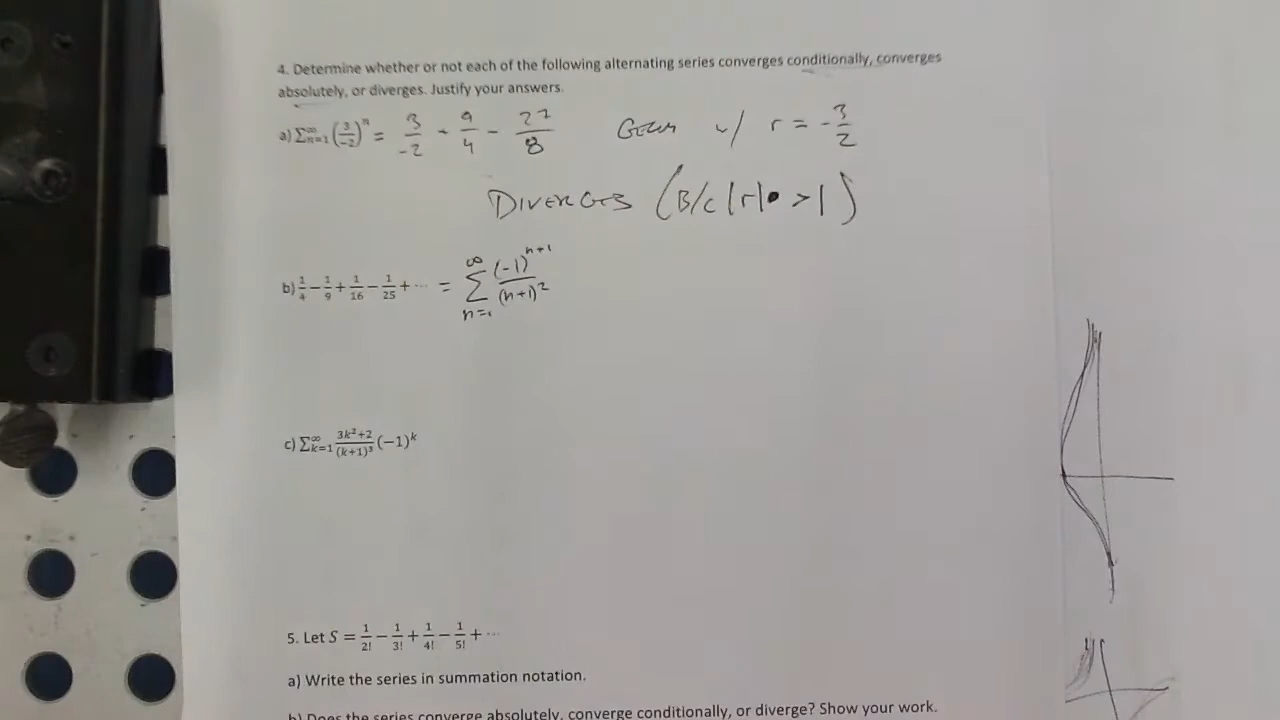 4. Determine whether or not each of the following alternating series converges conditionally, converges
absolutely, or diverges. Justify your answers.
a) ∑_{n=1}^{∞} (3/-2)^n = 3/-2 + 9/4 - 27/8 Geom w/ r = -3/2
DIVERGES (B/c |r| > 1)
b) 1/4 - 1/9 + 1/16 - 1/25 + ⋯ = ∑_{n=1}^{∞} (-1)^{n+1}/(n+1)^2
c) ∑_{k=1}^{∞} (3k²+2)/(k+1)³ (−1)^k
5. Let S = 1/2! − 1/3! + 1/4! − 1/5! + ⋯
a) Write the series in summation notation.
b) Does the series converge absolutely, converge conditionally, or diverge? Show your work.